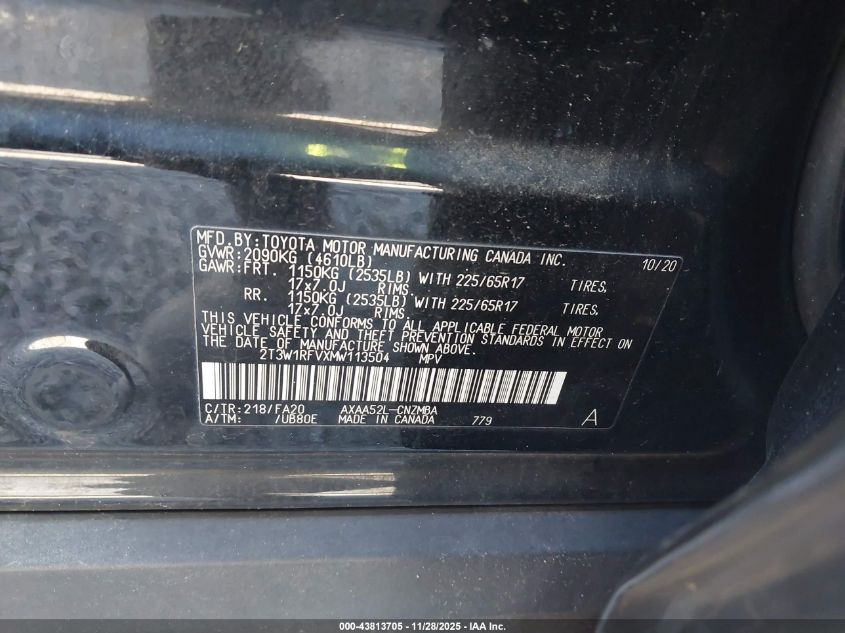 MFD.BY:TOYOTA MOTOR MANUFACTURING CANADA INC. 10/20
GVWR:2090KG (4610LB)
GAWR:FRT. 1150KG (2535LB) WITH 225/65R17 TIRES.
17x7.0J RIMS
RR. 1150KG (2535LB) WITH 225/65R17 TIRES.
17x7.0J RIMS
THIS VEHICLE CONFORMS TO ALL APPLICABLE FEDERAL MOTOR
VEHICLE SAFETY AND THEFT PREVENTION STANDARDS IN EFFECT ON
THE DATE OF MANUFACTURE SHOWN ABOVE.
2T3W1RFVXMW113504 MPV
C/TR:218/FA20 AXAA52L-CNZMBA
A/TM: /UB80E MADE IN CANADA 779 A
000-43813705 - 11/28/2025 - IAA Inc.